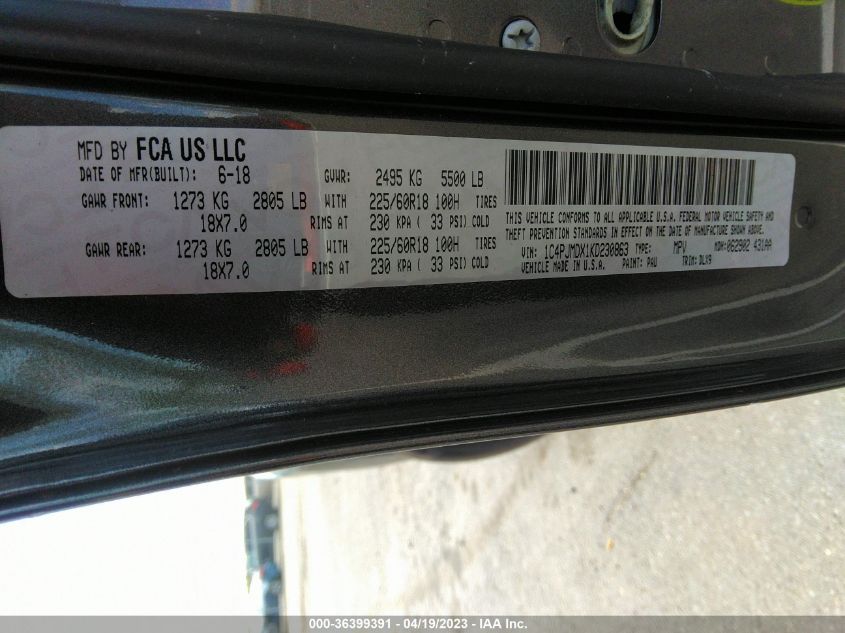 MFD BY FCA US LLC
DATE OF MFR(BUILT): 6-18 GVWR: 2495 KG 5500 LB
GAWR FRONT: 1273 KG 2805 LB WITH 225/60R18 100H TIRES
18X7.0 RIMS AT 230 KPA ( 33 PSI) COLD
GAWR REAR: 1273 KG 2805 LB WITH 225/60R18 100H TIRES
18X7.0 RIMS AT 230 KPA ( 33 PSI) COLD
THIS VEHICLE CONFORMS TO ALL APPLICABLE U.S.A. FEDERAL MOTOR VEHICLE SAFETY AND
THEFT PREVENTION STANDARDS IN EFFECT ON THE DATE OF MANUFACTURE SHOWN ABOVE.
VIN: 1C4PJMDX1KD230863 TYPE: MPV MDH: 062902 431AA
VEHICLE MADE IN U.S.A. PAINT: PAU TRIM: DLX9
000-36399391 - 04/19/2023 - IAA Inc.